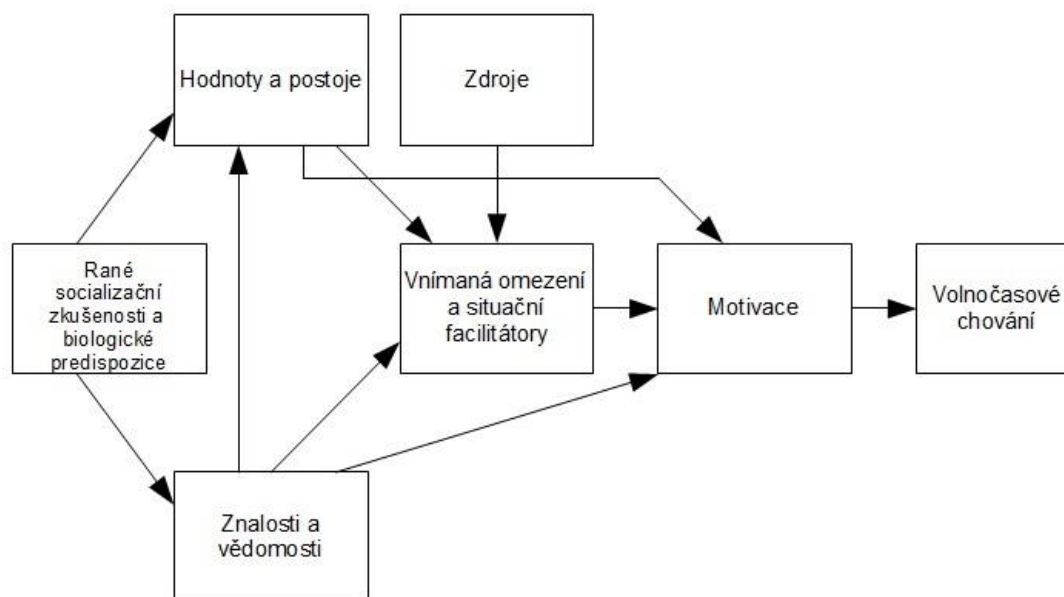 Hodnoty a postoje
Zdroje
Rané
socializační
zkušenosti a
biologické
predispozice
Vnímaná omezení
a situační
facilitátory
Motivace
Volnočasové
chování
Znalosti a
vědomosti